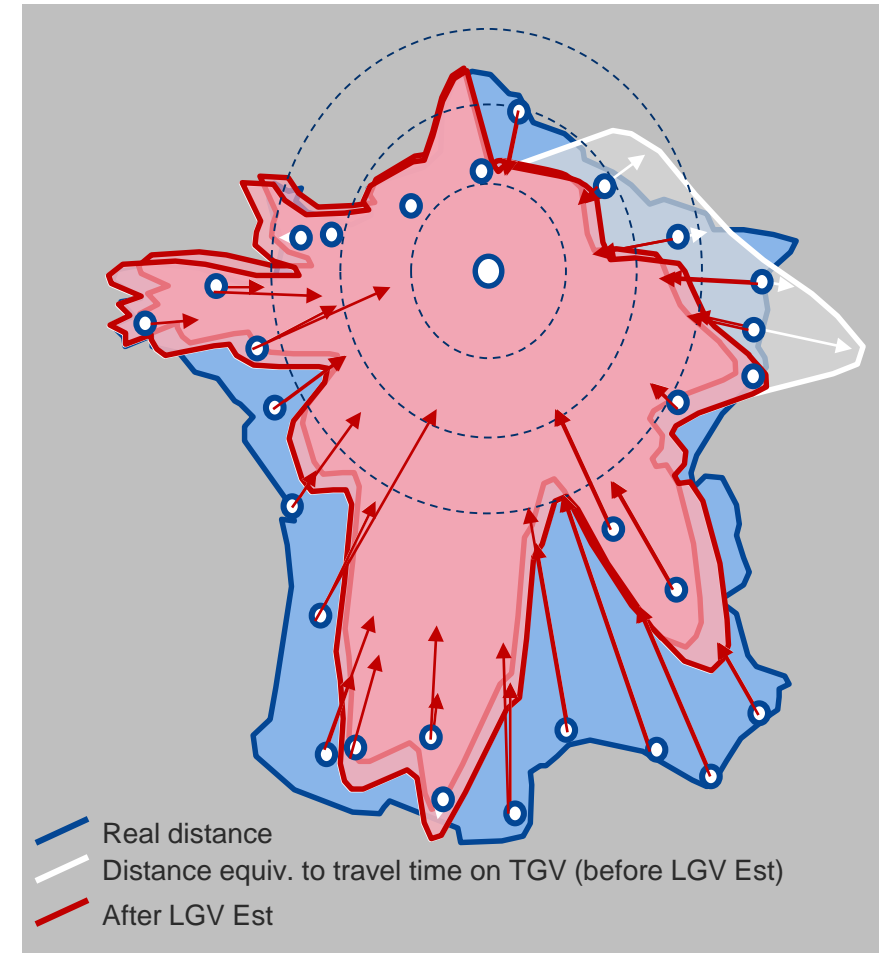 Real distance
Distance equiv. to travel time on TGV (before LGV Est)
After LGV Est